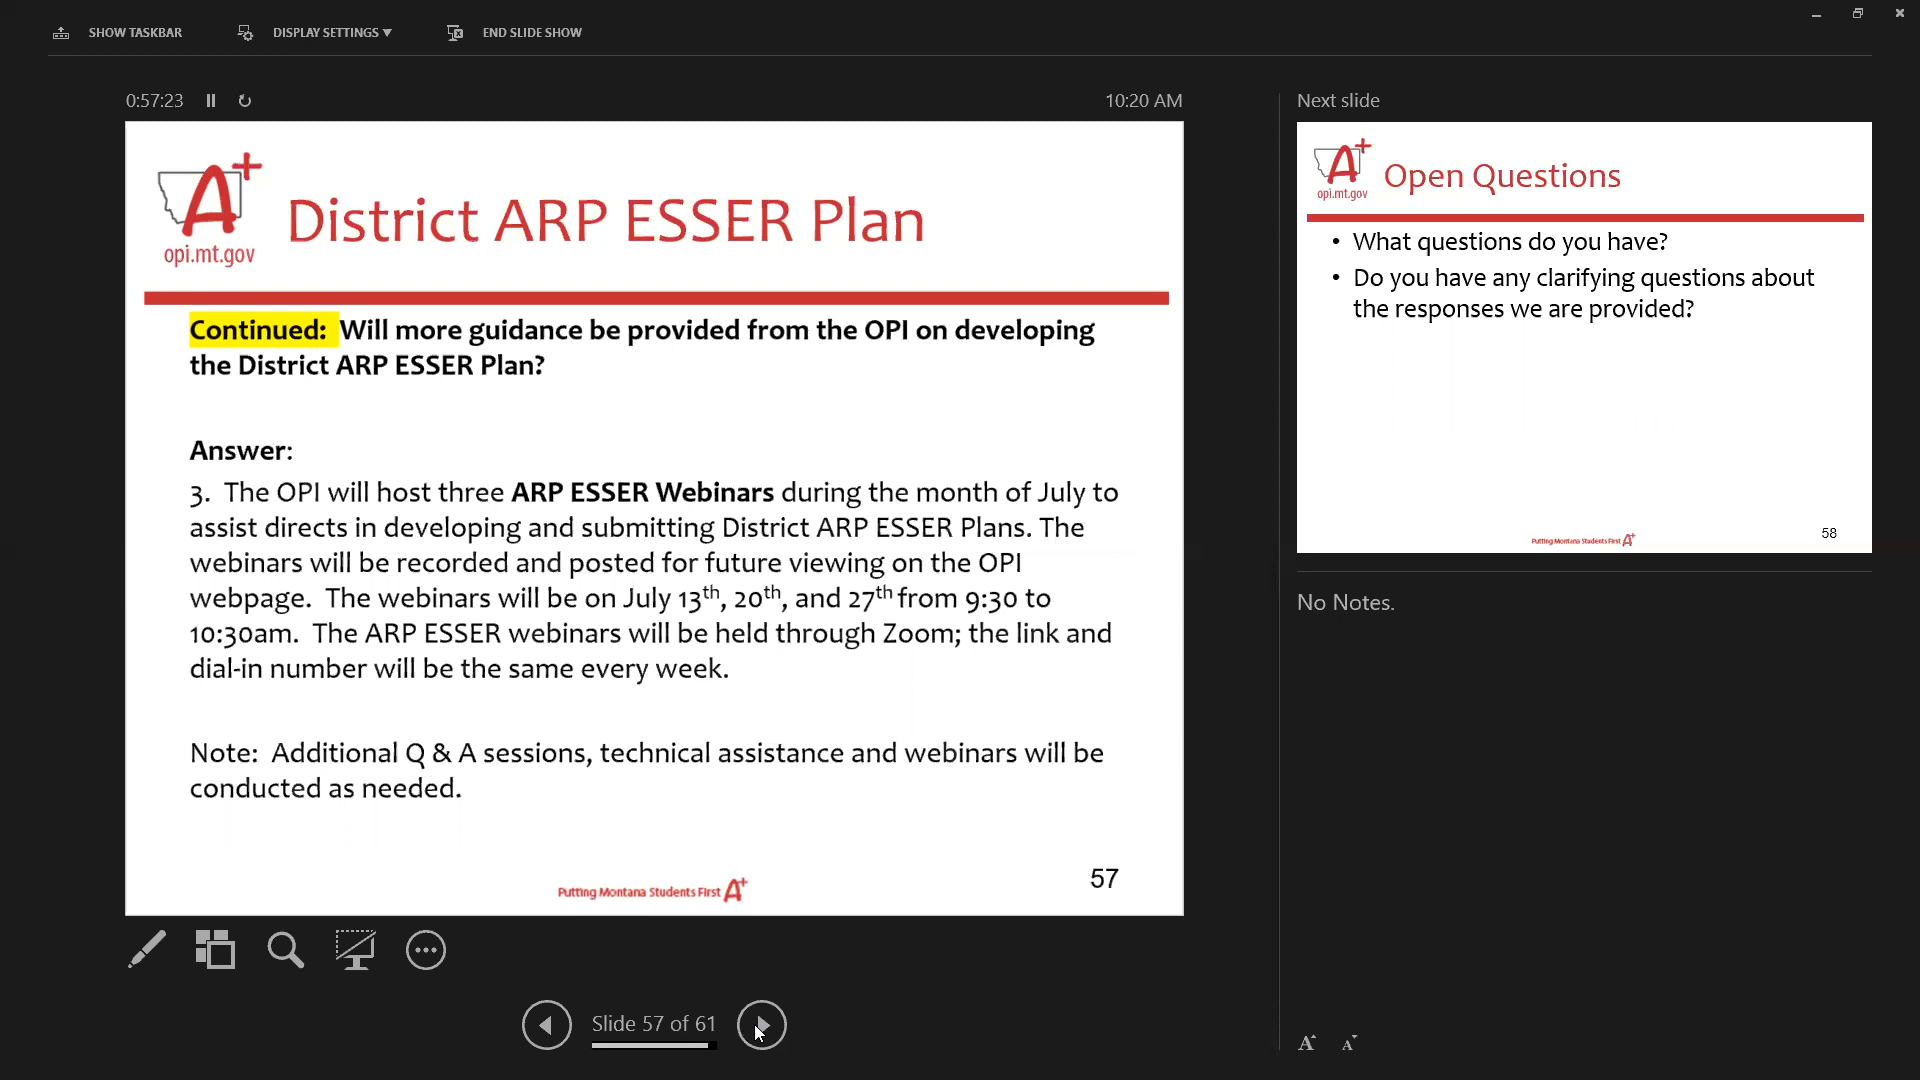 SHOW TASKBAR
DISPLAY SETTINGS ▼
END SLIDE SHOW
0:57:23
10:20 AM
A+
opi.mt.gov
District ARP ESSER Plan
Continued: Will more guidance be provided from the OPI on developing
the District ARP ESSER Plan?
Answer:
3. The OPI will host three ARP ESSER Webinars during the month of July to
assist directs in developing and submitting District ARP ESSER Plans. The
webinars will be recorded and posted for future viewing on the OPI
webpage. The webinars will be on July 13th, 20th, and 27th from 9:30 to
10:30am. The ARP ESSER webinars will be held through Zoom; the link and
dial-in number will be the same every week.
Note: Additional Q & A sessions, technical assistance and webinars will be
conducted as needed.
Putting Montana Students First A+
57
Slide 57 of 61
Next slide
A+
opi.mt.gov
Open Questions
• What questions do you have?
• Do you have any clarifying questions about
the responses we are provided?
Putting Montana Students First A+
58
No Notes.
A A